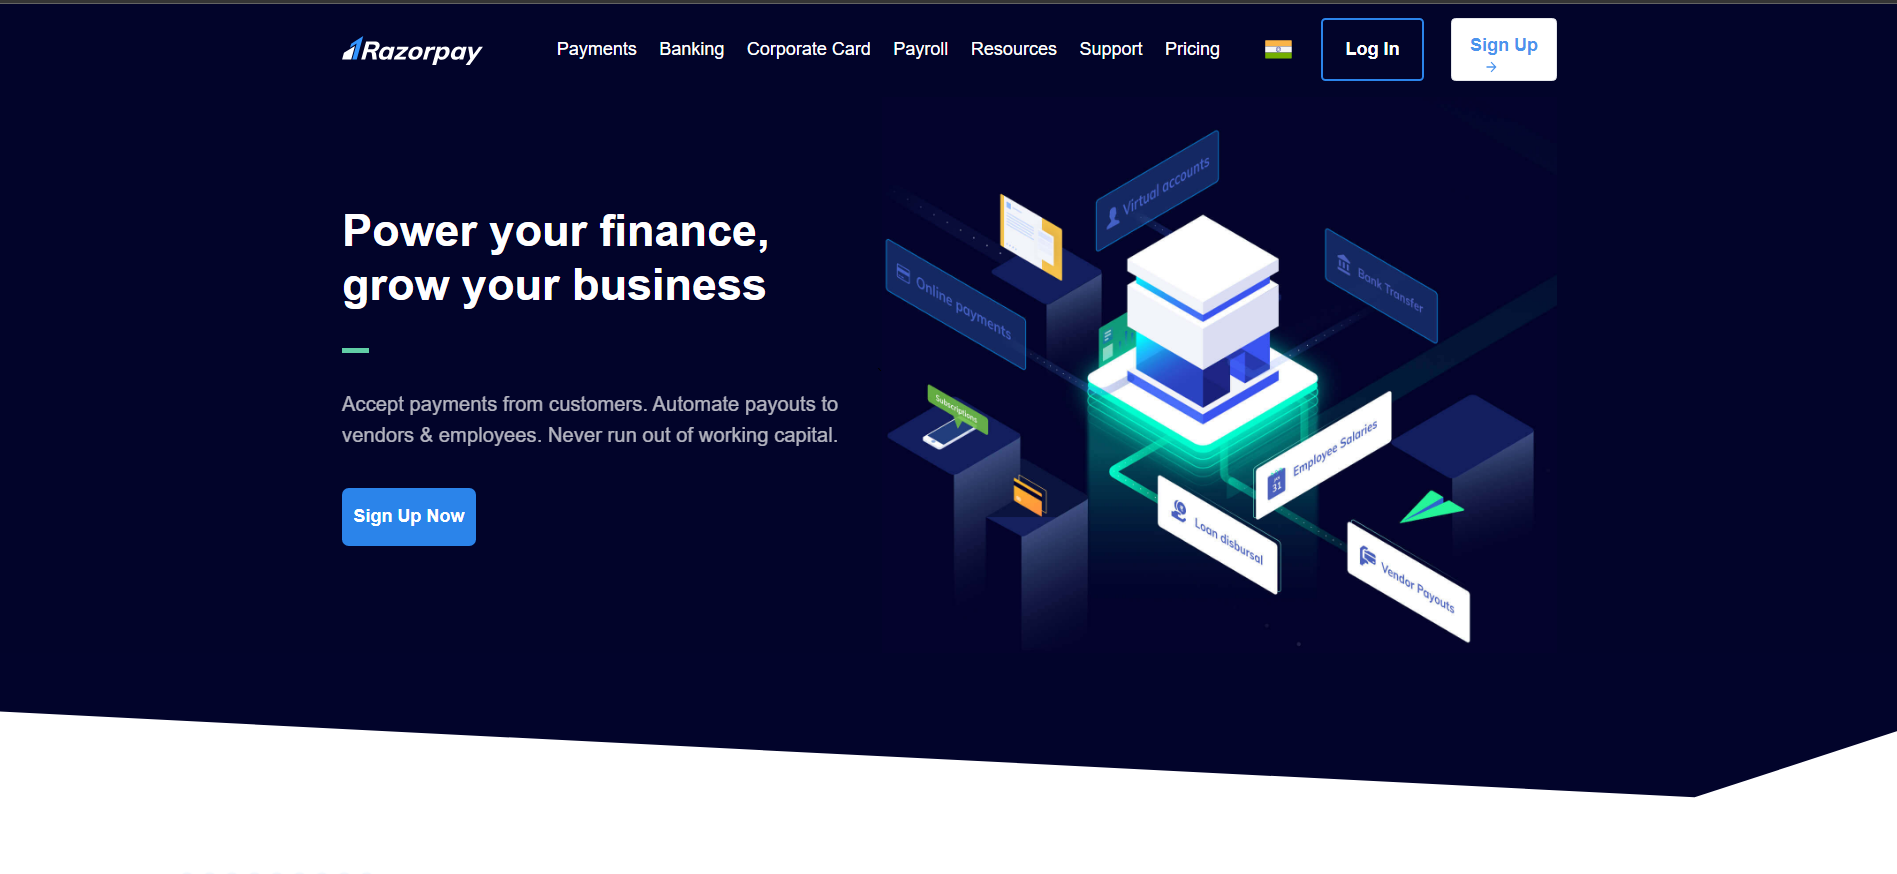 Razorpay
Payments Banking Corporate Card Payroll Resources Support Pricing
Log In
Sign Up
Power your finance,
grow your business
Accept payments from customers. Automate payouts to
vendors & employees. Never run out of working capital.
Sign Up Now
Virtual accounts
Online payments
Bank Transfer
Subscriptions
Employee Salaries
31
Loan disbursal
Vendor Payouts